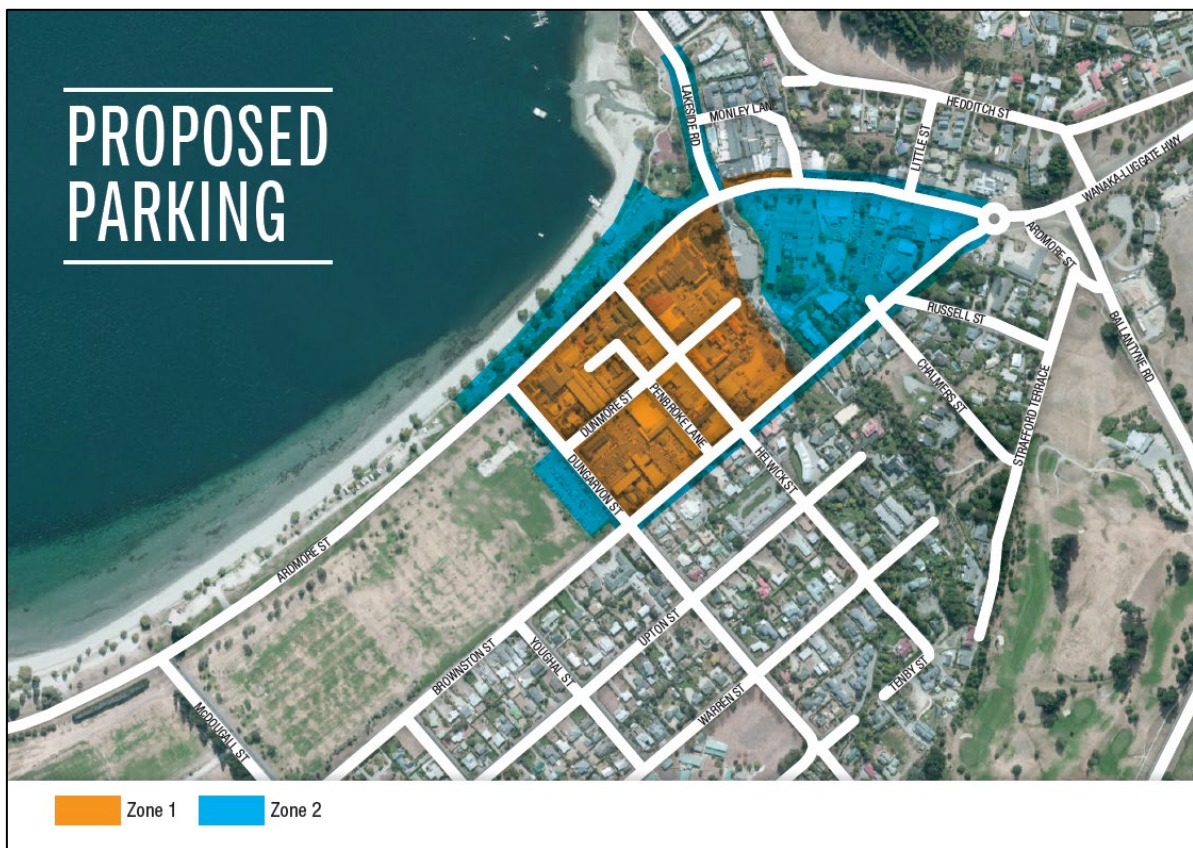 PROPOSED
PARKING
LAKESIDE RD
MONLEY LANE
HEDDITCH ST
LITTLE ST
WANAKA-LUGGATE HWY
ARDMORE ST
RUSSELL ST
BALLANTYNE RD
CHALMERS ST
STRAFFORD TERRACE
DUNMORE ST
PENBROKE LANE
HELWICK ST
DUNGARVON ST
ARDMORE ST
BROWNSTON ST
YOUGHAL ST
UPTON ST
WARREN ST
TENBY ST
MCDOUGALL ST
Zone 1
Zone 2